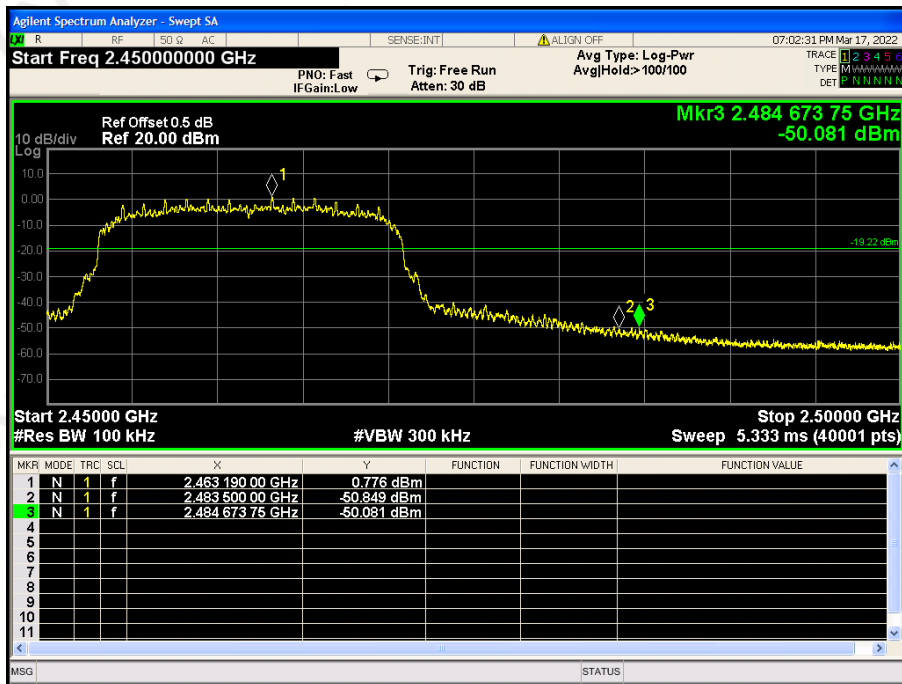 Agilent Spectrum Analyzer - Swept SA
LXI R RF 50 Ω AC SENSE:INT ALIGN OFF 07:02:31 PM Mar 17, 2022
Start Freq 2.450000000 GHz
PNO: Fast Trig: Free Run Avg Type: Log-Pwr TRACE 1 2 3 4 5 6
IFGain:Low Atten: 30 dB Avg|Hold:>100/100 TYPE M
DET P N N N N N
Mkr3 2.484 673 75 GHz
-50.081 dBm
Ref Offset 0.5 dB
10 dB/div Ref 20.00 dBm
Log
10.0
0.00
-10.0
-20.0
-30.0
-40.0
-50.0
-60.0
-70.0
1
-19.22 dBm
2 3
Start 2.45000 GHz Stop 2.50000 GHz
#Res BW 100 kHz #VBW 300 kHz Sweep 5.333 ms (40001 pts)
MKR MODE TRC SCL X Y FUNCTION FUNCTION WIDTH FUNCTION VALUE
1 N 1 f 2.463 190 00 GHz 0.776 dBm
2 N 1 f 2.483 500 00 GHz -50.849 dBm
3 N 1 f 2.484 673 75 GHz -50.081 dBm
4
5
6
7
8
9
10
11
MSG STATUS